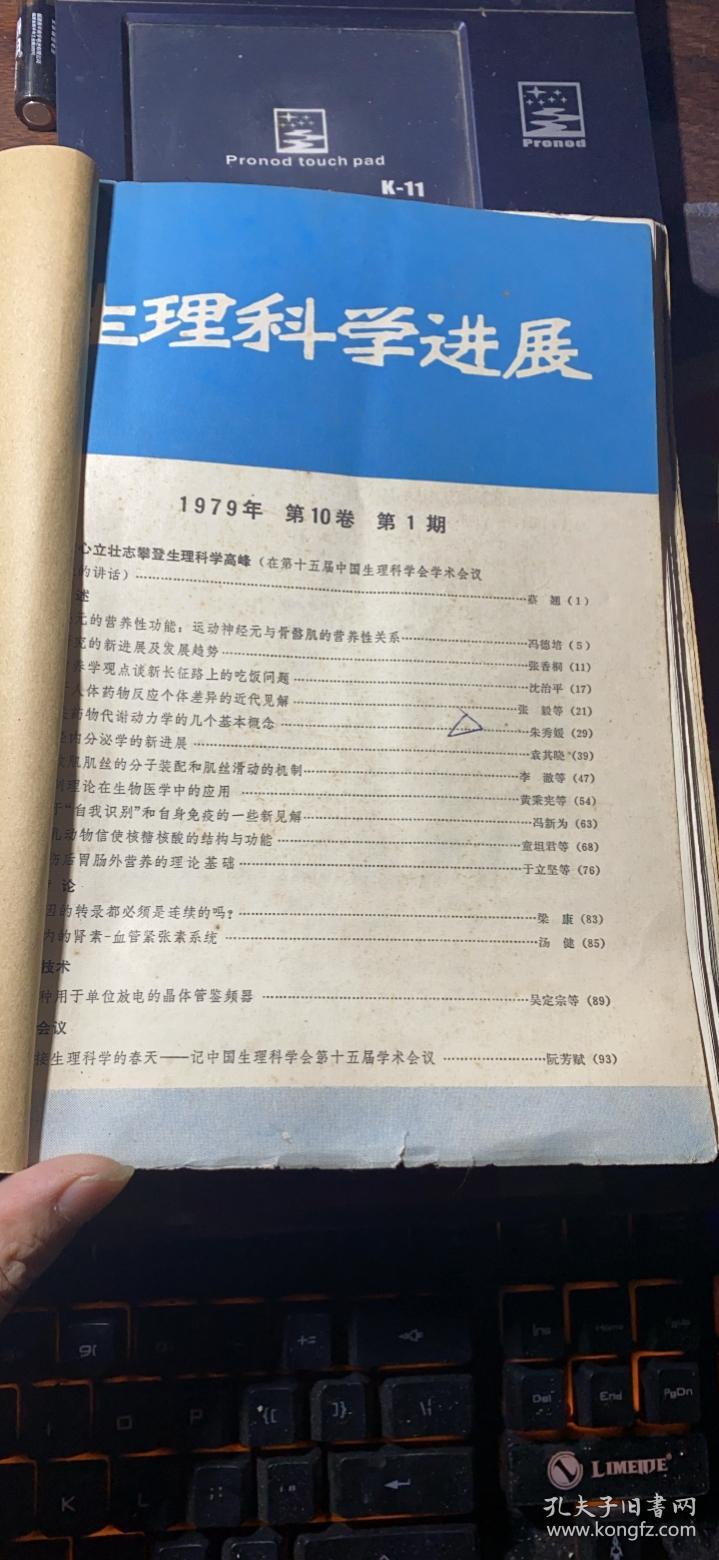 Pronod touch pad
K-11
Pronod
生理科学进展
1979年 第10卷 第1期
心立壮志攀登生理科学高峰（在第十五届中国生理科学会学术会议
的讲话）……蔡 翘（1）
述
元的营养性功能：运动神经元与骨骼肌的营养性关系……冯德培（5）
究的新进展及发展趋势……张香桐（11）
养学观点谈新长征路上的吃饭问题……沈治平（17）
人体药物反应个体差异的近代见解……张 毅等（21）
药物代谢动力学的几个基本概念……朱秀媛（29）
内分泌学的新进展……袁其晓（39）
肌肌丝的分子装配和肌丝滑动的机制……李 澈等（47）
理论在生物医学中的应用……黄秉宪等（54）
于“自我识别”和自身免疫的一些新见解……冯新为（63）
乳动物信使核糖核酸的结构与功能……童坦君等（68）
伤后胃肠外营养的理论基础……于立坚等（76）
论
因的转录都必须是连续的吗？……梁 康（83）
内的肾素-血管紧张素系统……汤 健（85）
技术
种用于单位放电的晶体管鉴频器……吴定宗等（89）
会议
接生理科学的春天——记中国生理科学会第十五届学术会议……阮芳赋（93）
9(
+=
Ins
Home
PgUp
I
O
P
{[
]}
\|
Del
End
PgDn
K
L
LIMEIDE
孔夫子旧書网
www.kongfz.com